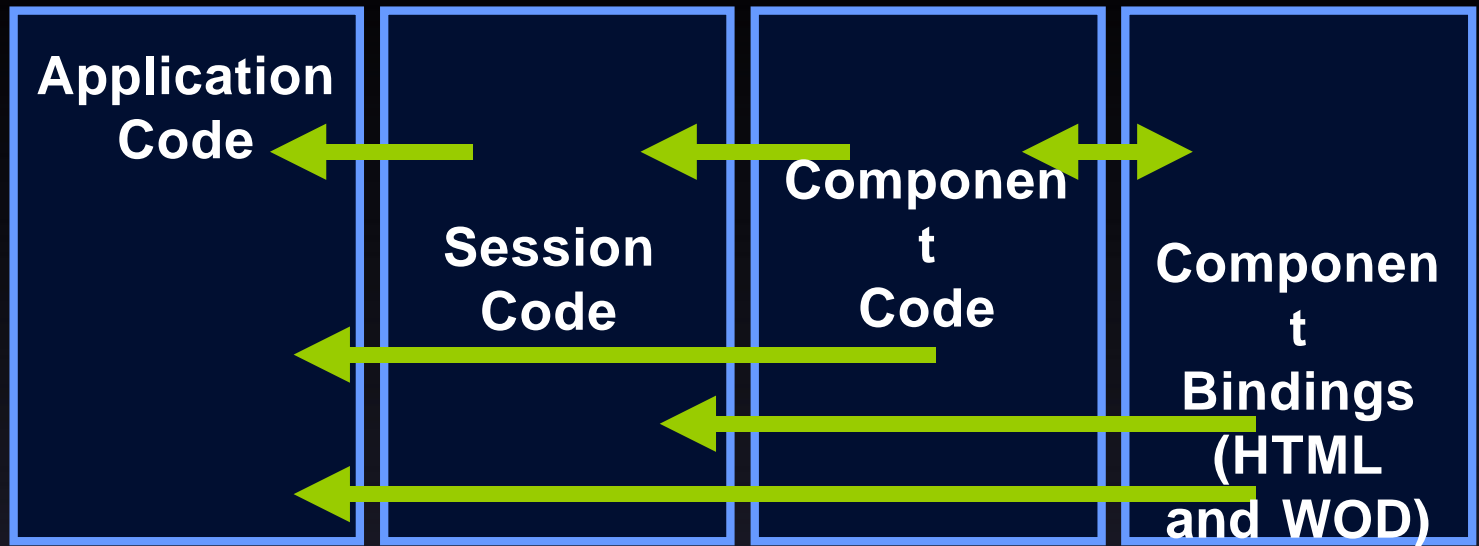 Application
Code
Session
Code
Componen
t
Code
Componen
t
Bindings
(HTML
and WOD)